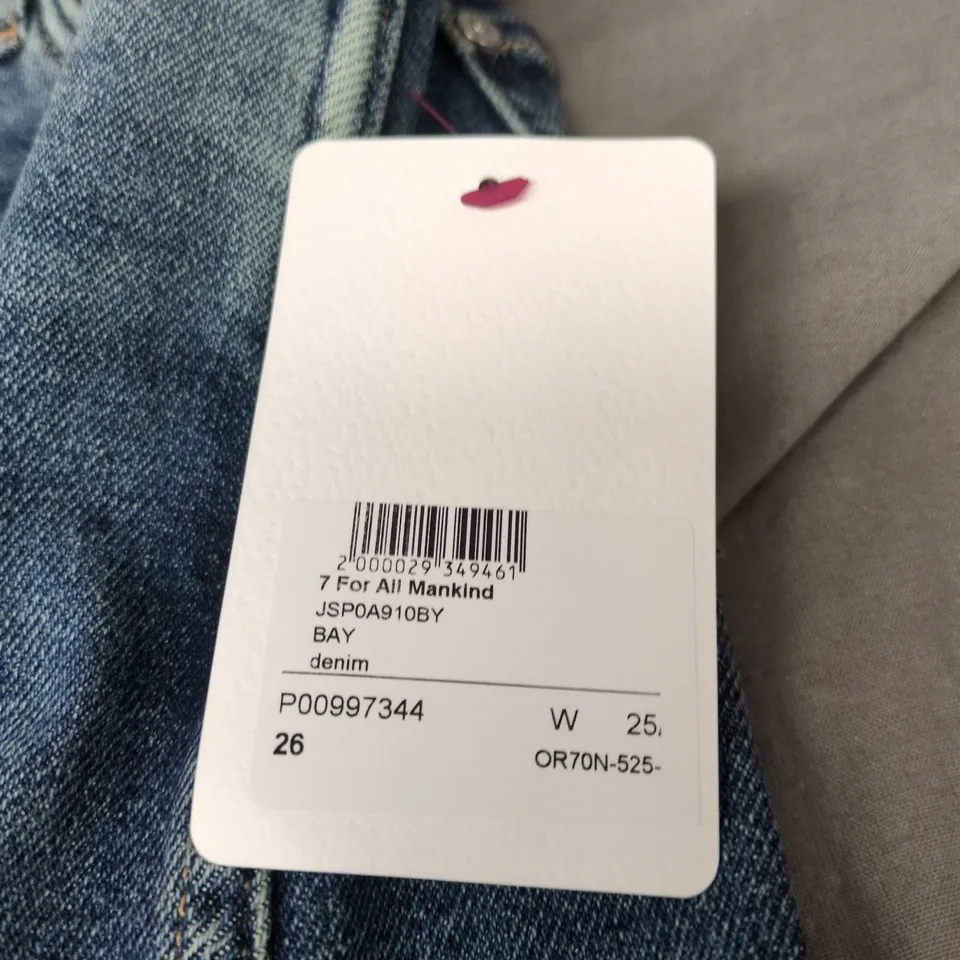 2 000029 349461
7 For All Mankind
JSP0A910BY
BAY
denim
P00997344 W 25/
26 OR70N-525-